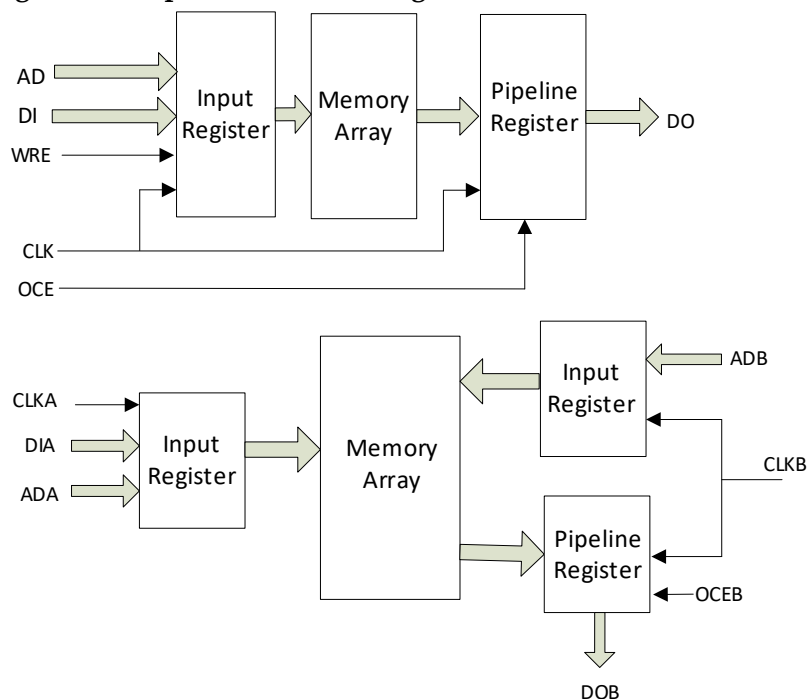 AD
DI
WRE
CLK
OCE
Input
Register
Memory
Array
Pipeline
Register
DO
CLKA
DIA
ADA
Input
Register
Memory
Array
Input
Register
ADB
CLKB
Pipeline
Register
OCEB
DOB